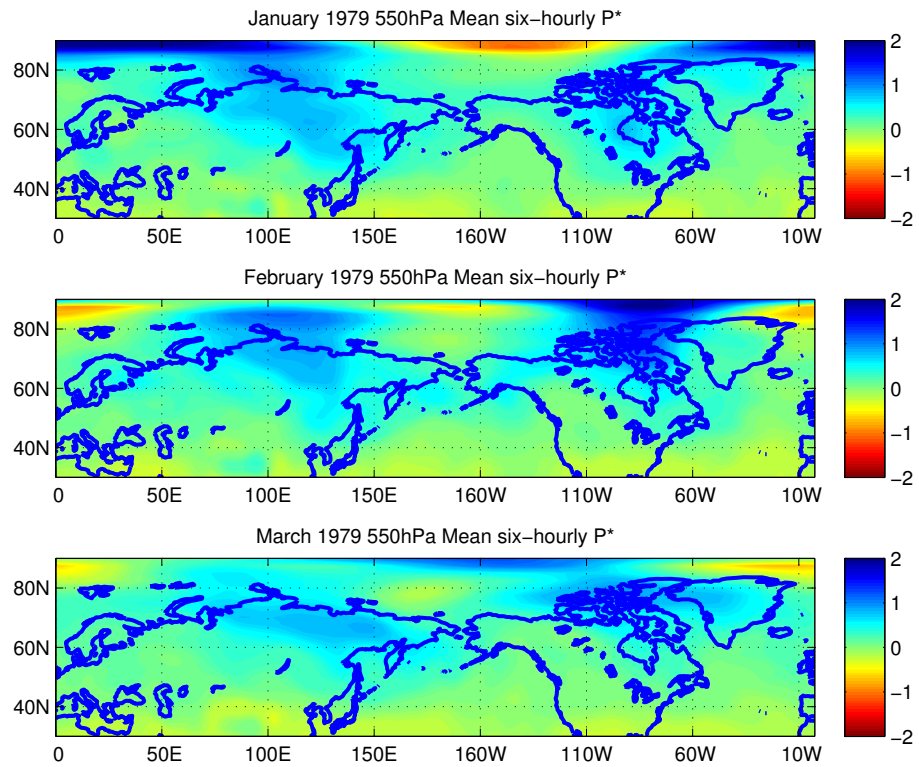 January 1979 550hPa Mean six−hourly P*
80N
60N
40N
0 50E 100E 150E 160W 110W 60W 10W
2
1
0
−1
−2
February 1979 550hPa Mean six−hourly P*
80N
60N
40N
0 50E 100E 150E 160W 110W 60W 10W
2
1
0
−1
−2
March 1979 550hPa Mean six−hourly P*
80N
60N
40N
0 50E 100E 150E 160W 110W 60W 10W
2
1
0
−1
−2